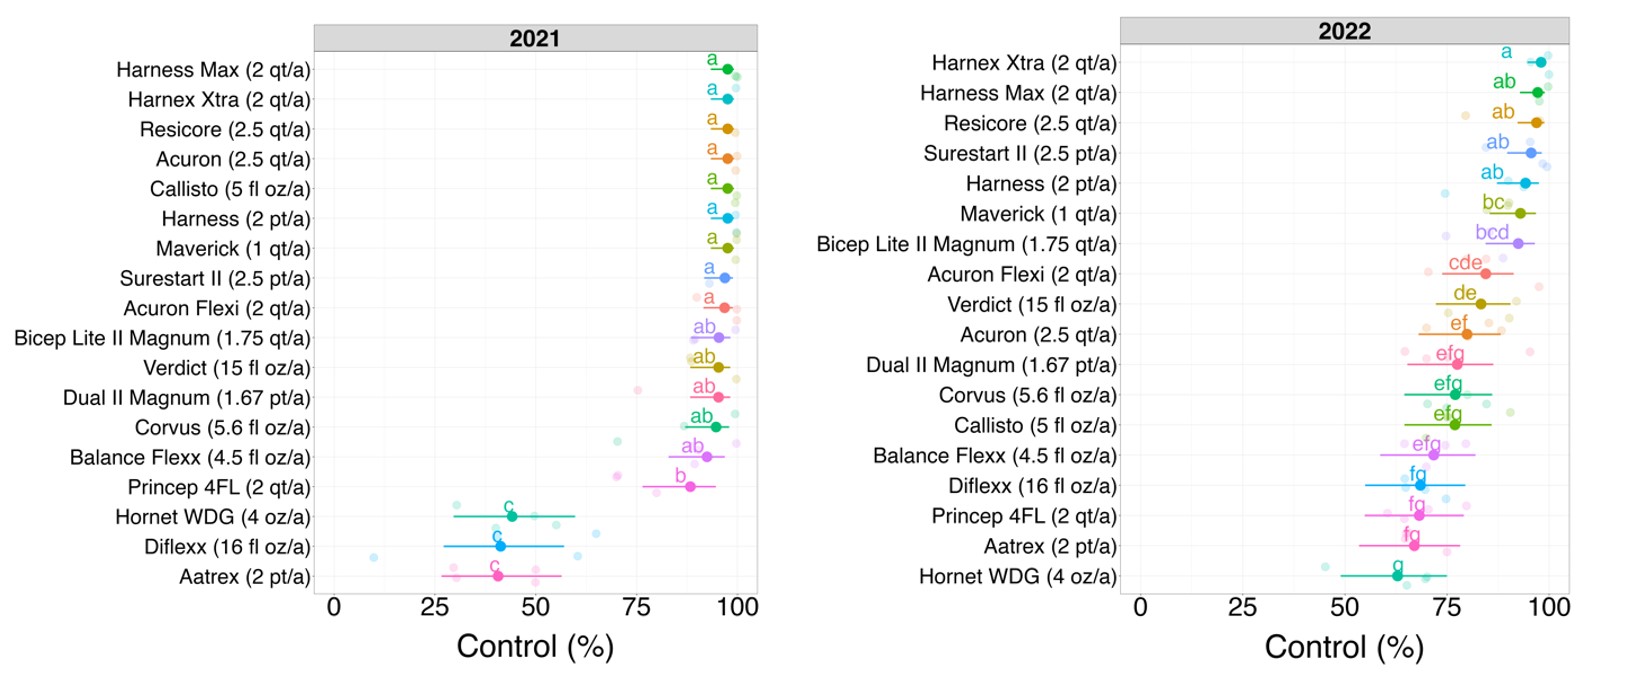 2021
Harness Max (2 qt/a) a
Harnex Xtra (2 qt/a) a
Resicore (2.5 qt/a) a
Acuron (2.5 qt/a) a
Callisto (5 fl oz/a) a
Harness (2 pt/a) a
Maverick (1 qt/a) a
Surestart II (2.5 pt/a) a
Acuron Flexi (2 qt/a) a
Bicep Lite II Magnum (1.75 qt/a) ab
Verdict (15 fl oz/a) ab
Dual II Magnum (1.67 pt/a) ab
Corvus (5.6 fl oz/a) ab
Balance Flexx (4.5 fl oz/a) ab
Princep 4FL (2 qt/a) b
Hornet WDG (4 oz/a) c
Diflexx (16 fl oz/a) c
Aatrex (2 pt/a) c
0 25 50 75 100
Control (%)
2022
Harnex Xtra (2 qt/a) a
Harness Max (2 qt/a) ab
Resicore (2.5 qt/a) ab
Surestart II (2.5 pt/a) ab
Harness (2 pt/a) ab
Maverick (1 qt/a) bc
Bicep Lite II Magnum (1.75 qt/a) bcd
Acuron Flexi (2 qt/a) cde
Verdict (15 fl oz/a) de
Acuron (2.5 qt/a) ef
Dual II Magnum (1.67 pt/a) efg
Corvus (5.6 fl oz/a) efg
Callisto (5 fl oz/a) efg
Balance Flexx (4.5 fl oz/a) efg
Diflexx (16 fl oz/a) fg
Princep 4FL (2 qt/a) fg
Aatrex (2 pt/a) fg
Hornet WDG (4 oz/a) g
0 25 50 75 100
Control (%)